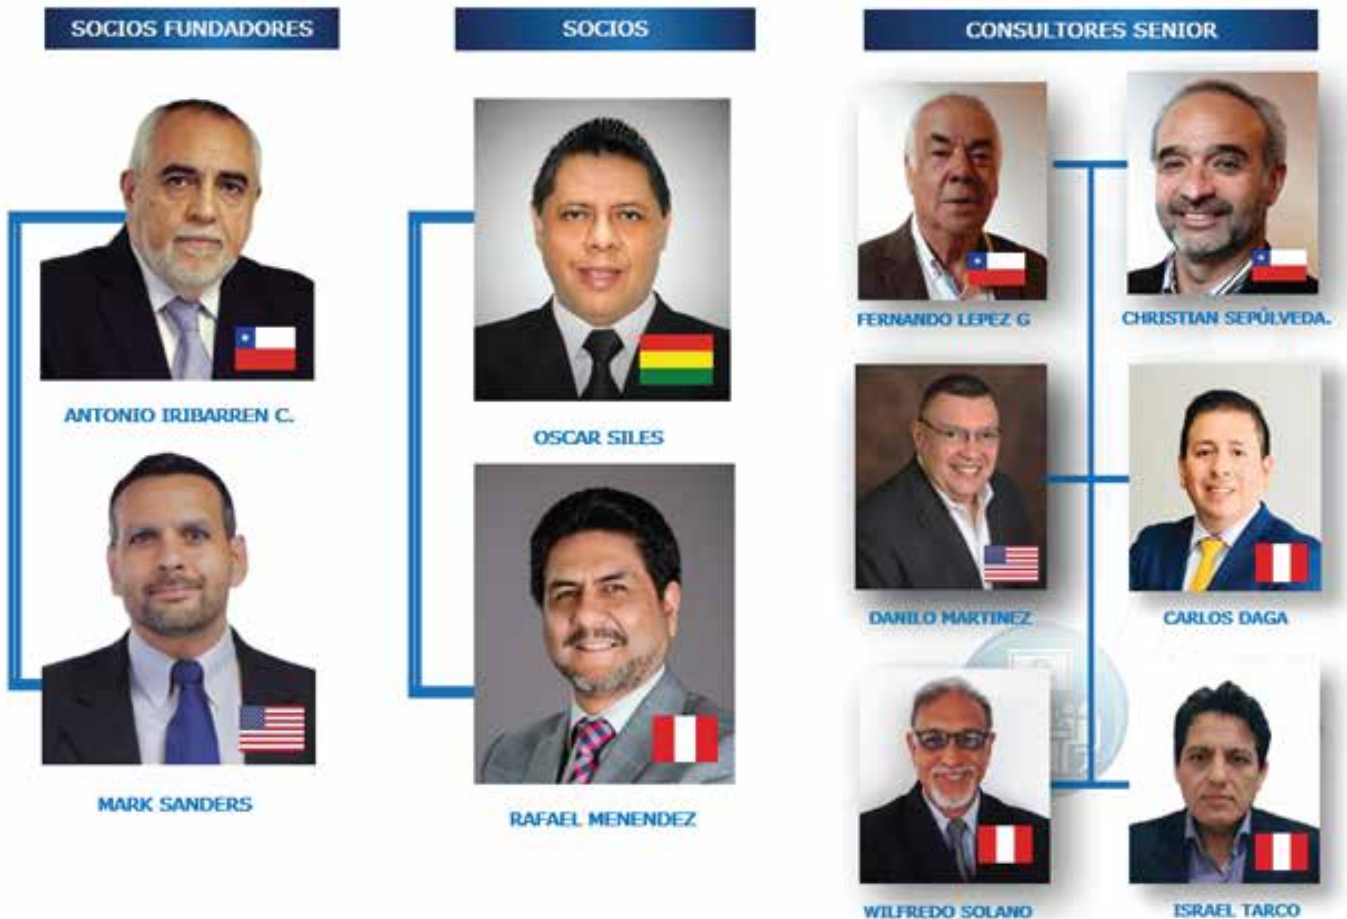 SOCIOS FUNDADORES
ANTONIO IRIBARREN C.
MARK SANDERS
SOCIOS
OSCAR SILES
RAFAEL MENENDEZ
CONSULTORES SENIOR
FERNANDO LEPEZ G
CHRISTIAN SEPÚLVEDA.
DANILO MARTINEZ
CARLOS DAGA
WILFREDO SOLANO
ISRAEL TARCO